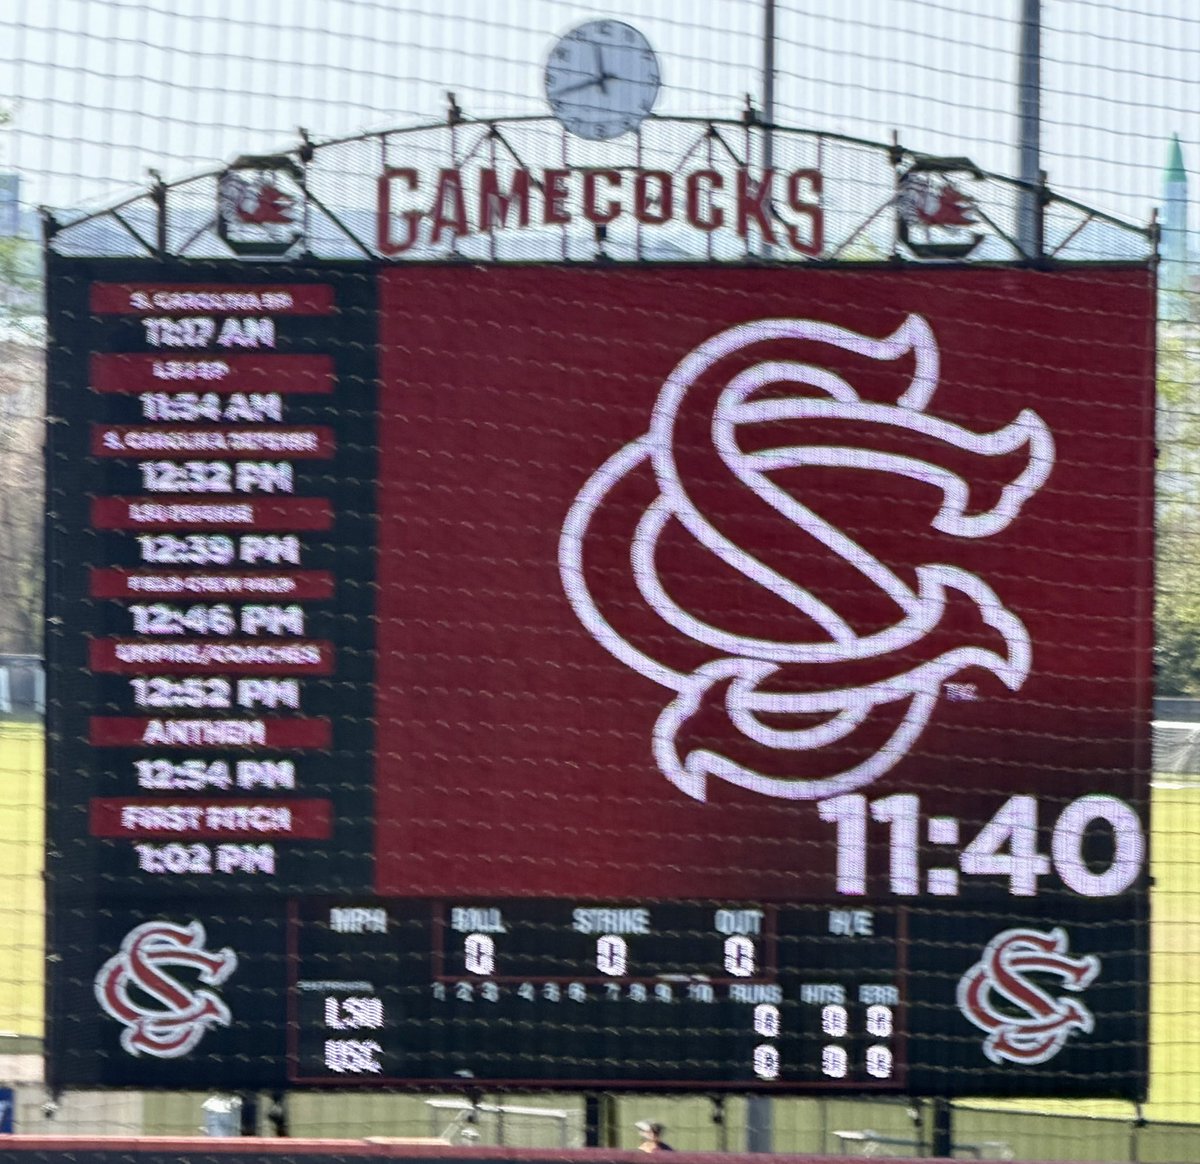 GAMECOCKS
S. CAROLINA BP
11:17 AM
LSU BP
11:54 AM
S. CAROLINA DEFENSE
12:32 PM
LSU DEFENSE
12:39 PM
FIELD CREW PREP
12:46 PM
UMPIRE/COACHES
12:52 PM
ANTHEM
12:54 PM
FIRST PITCH
1:02 PM
11:40
MPH BALL STRIKE OUT H/E
0 0 0
1 2 3 4 5 6 7 8 9 10 RUNS HITS ERR
LSU 0 0 0
USC 0 0 0